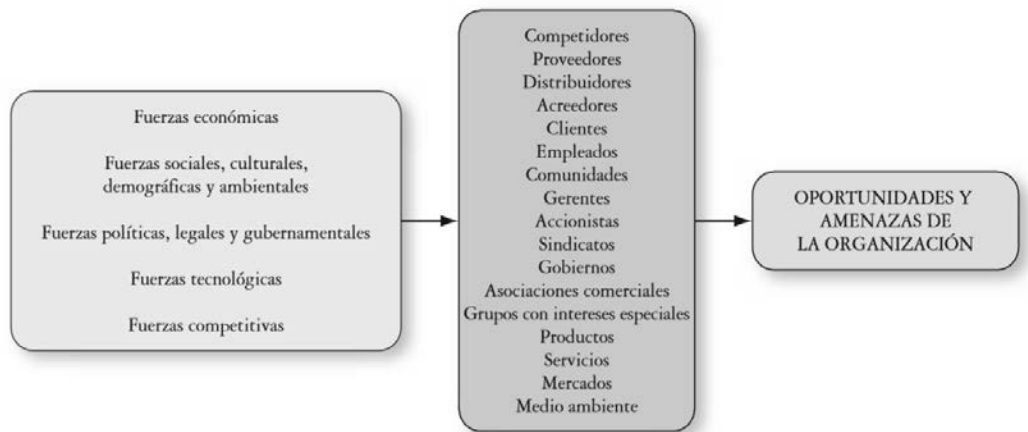 Fuerzas económicas
Fuerzas sociales, culturales,
demográficas y ambientales
Fuerzas políticas, legales y gubernamentales
Fuerzas tecnológicas
Fuerzas competitivas
Competidores
Proveedores
Distribuidores
Acreedores
Clientes
Empleados
Comunidades
Gerentes
Accionistas
Sindicatos
Gobiernos
Asociaciones comerciales
Grupos con intereses especiales
Productos
Servicios
Mercados
Medio ambiente
OPORTUNIDADES Y
AMENAZAS DE
LA ORGANIZACIÓN